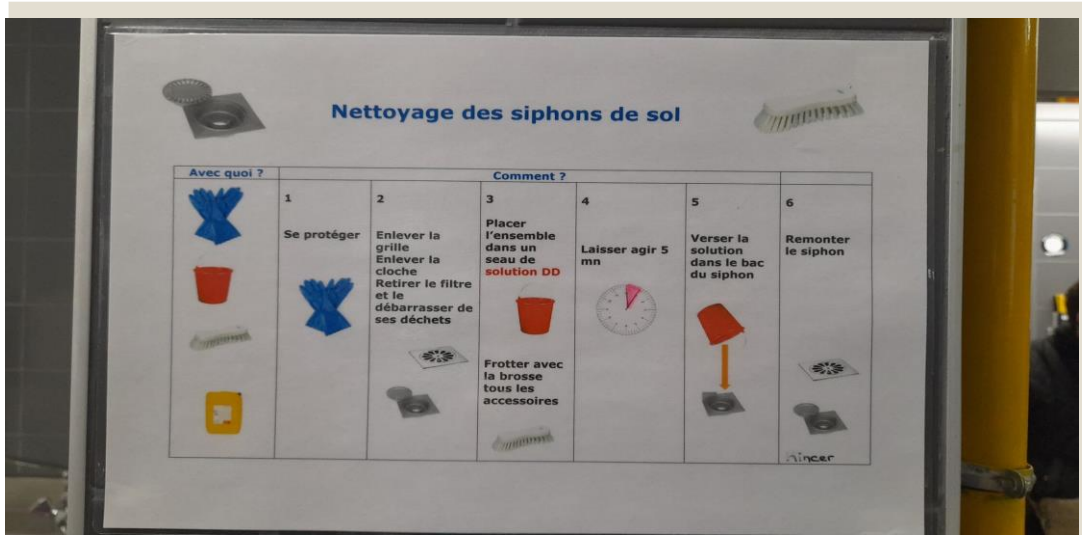 Nettoyage des siphons de sol
Avec quoi ?
Comment ?
1
Se protéger
2
Enlever la
grille
Enlever la
cloche
Retirer le filtre
et le
débarrasser de
ses déchets
3
Placer
l'ensemble
dans un
seau de
solution DD
Frotter avec
la brosse
tous les
accessoires
4
Laisser agir 5
mn
5
Verser la
solution
dans le bac
du siphon
6
Remonter
le siphon
rincer